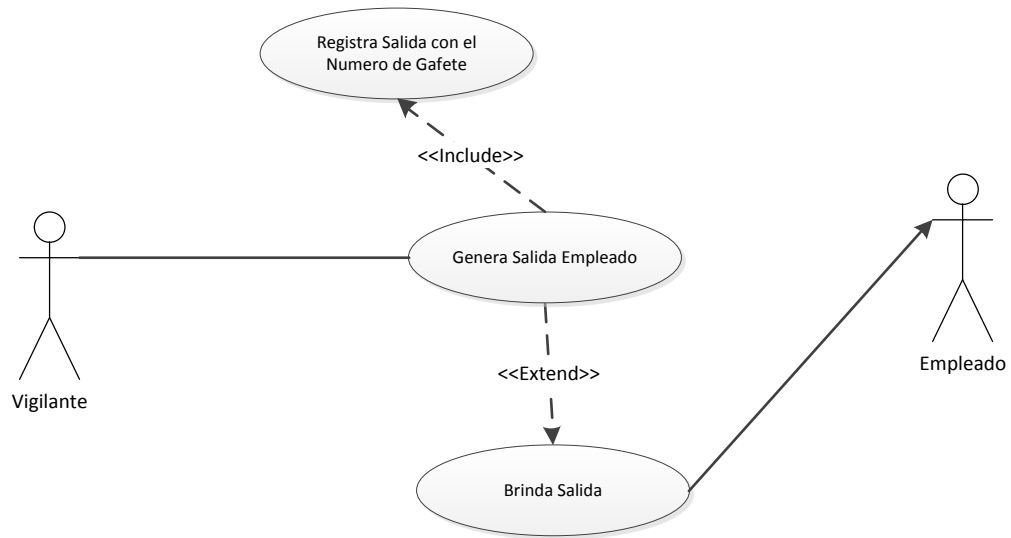 Registra Salida con el
Numero de Gafete
<<Include>>
Genera Salida Empleado
<<Extend>>
Empleado
Vigilante
Brinda Salida